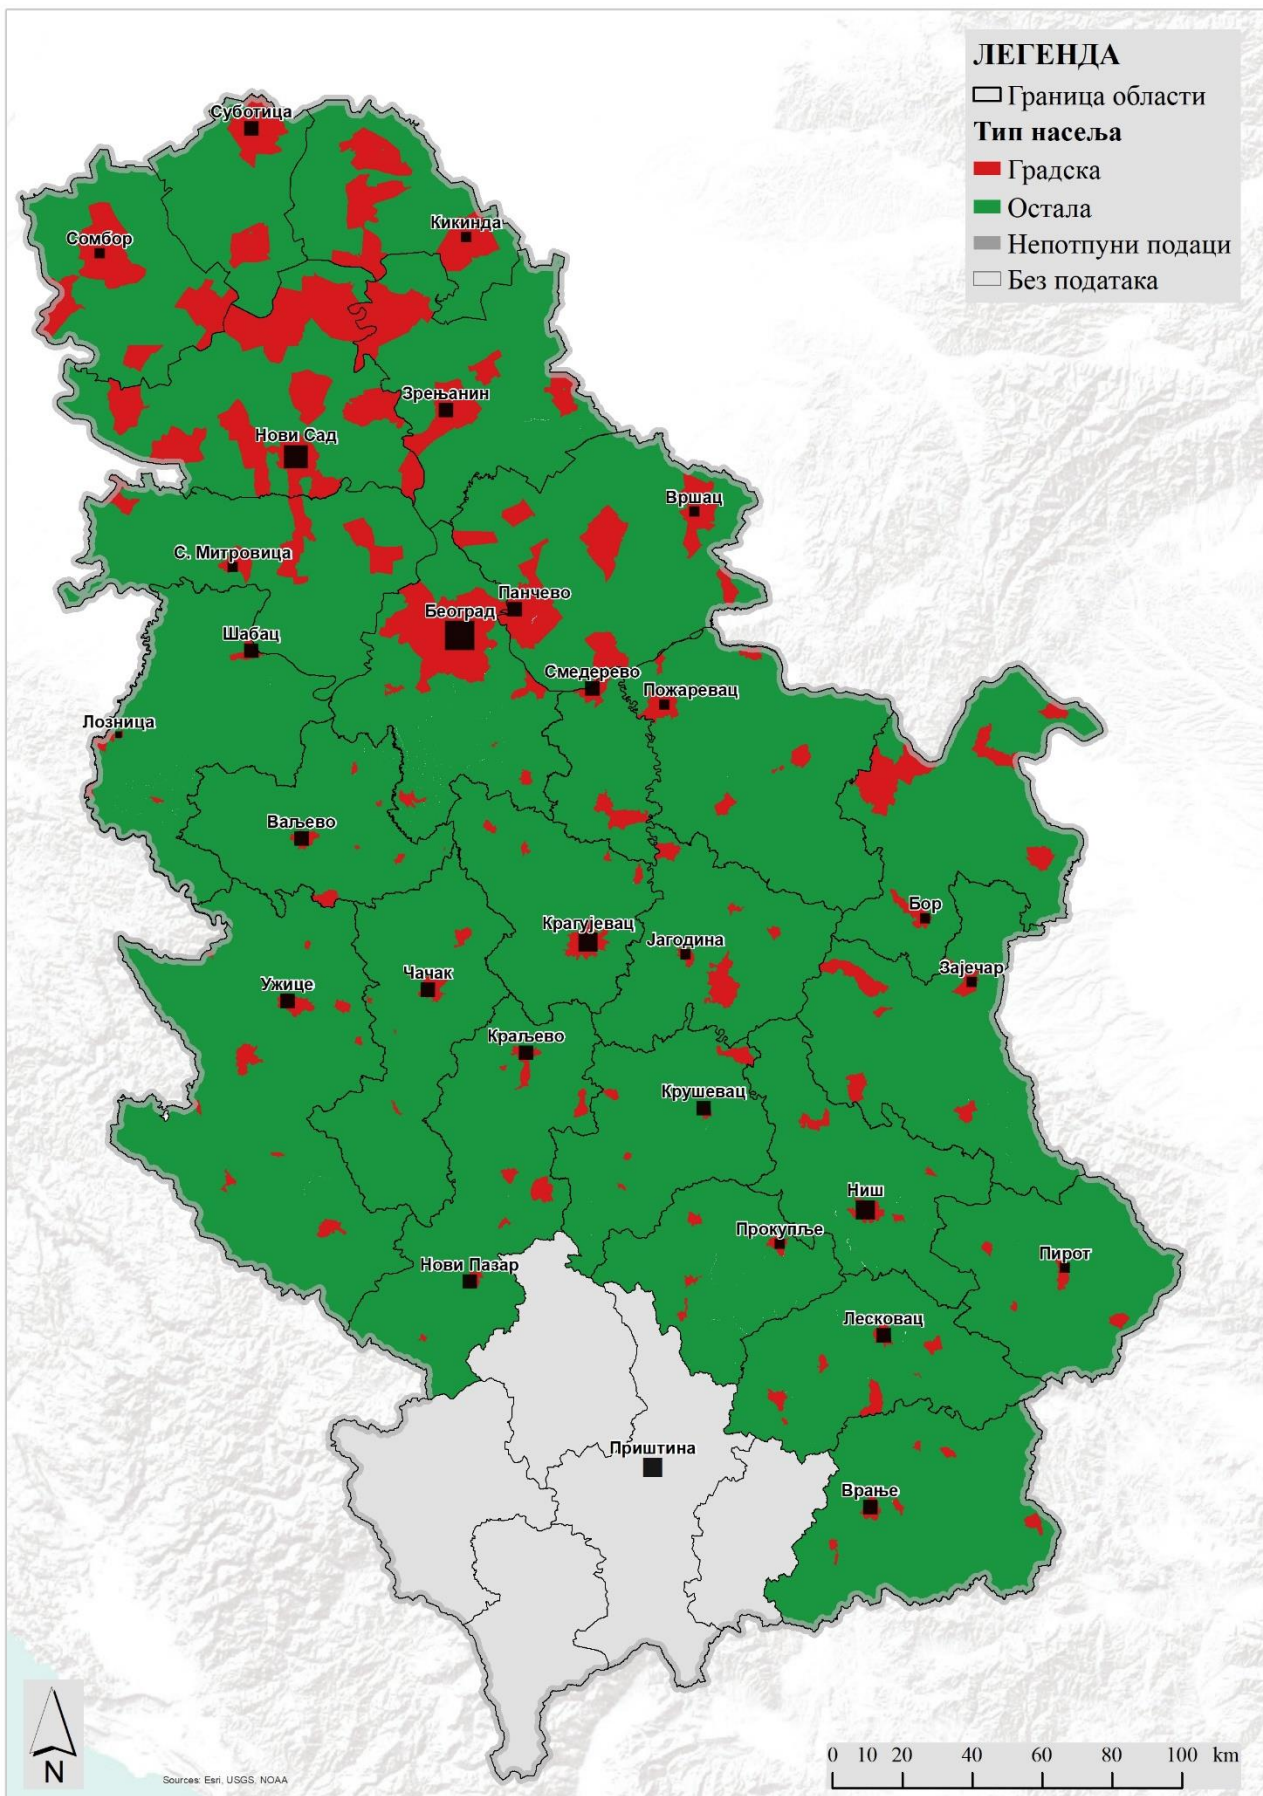 ЛЕГЕНДА
Граница области
Тип насеља
Градска
Остала
Непотпуни подаци
Без података
Суботица
Кикинда
Сомбор
Зрењанин
Нови Сад
Вршац
С. Митровица
Панчево
Београд
Шабац
Смедерево
Пожаревац
Лозница
Ваљево
Бор
Крагујевац
Јагодина
Зајечар
Чачак
Ужице
Краљево
Крушевац
Ниш
Прокупље
Пирот
Нови Пазар
Лесковац
Приштина
Врање
N
Sources: Esri, USGS, NOAA
0 10 20 40 60 80 100 km